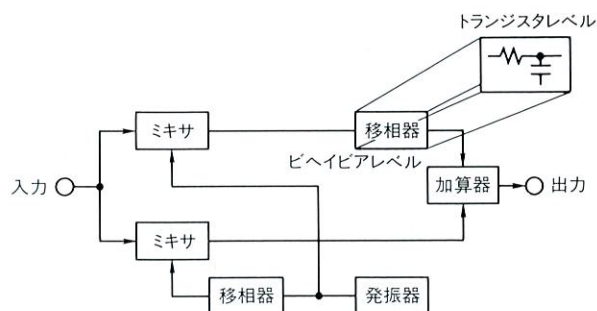 トランジスタレベル
ミキサ
移相器
ビヘイビアレベル
入力
加算器
出力
ミキサ
移相器
発振器